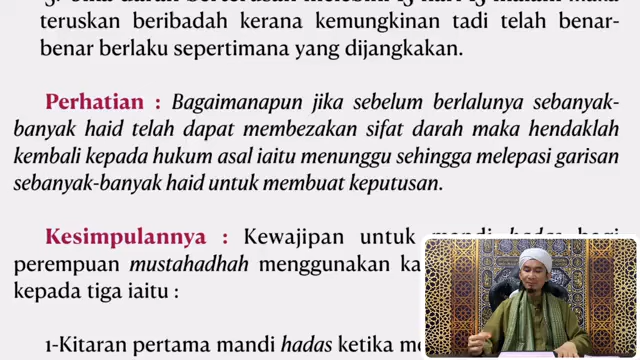 teruskan beribadah kerana kemungkinan tadi telah benar-
benar berlaku sepertimana yang dijangkakan.
Perhatian : Bagaimanapun jika sebelum berlalunya sebanyak-
banyak haid telah dapat membezakan sifat darah maka hendaklah
kembali kepada hukum asal iaitu menunggu sehingga melepasi garisan
sebanyak-banyak haid untuk membuat keputusan.
Kesimpulannya : Kewajipan untuk mandi hadas bagi
perempuan mustahadhah menggunakan
kepada tiga iaitu :
1-Kitaran pertama mandi hadas ketika